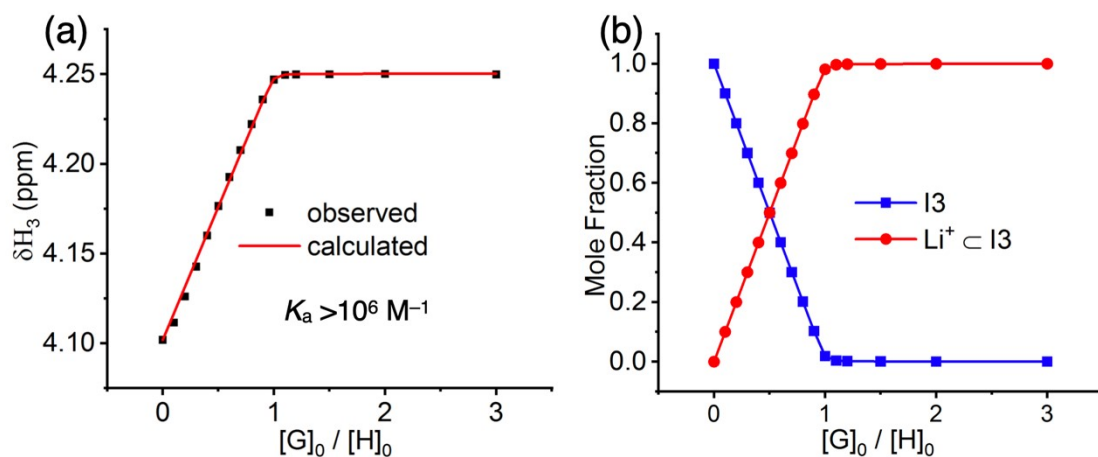 (a)
4.25
4.20
4.15
4.10
δH₃ (ppm)
observed
calculated
Kₐ >10⁶ M⁻¹
0 1 2 3
[G]₀ / [H]₀
(b)
1.0
0.8
0.6
0.4
0.2
0.0
Mole Fraction
I3
Li⁺ ⊂ I3
0 1 2 3
[G]₀ / [H]₀